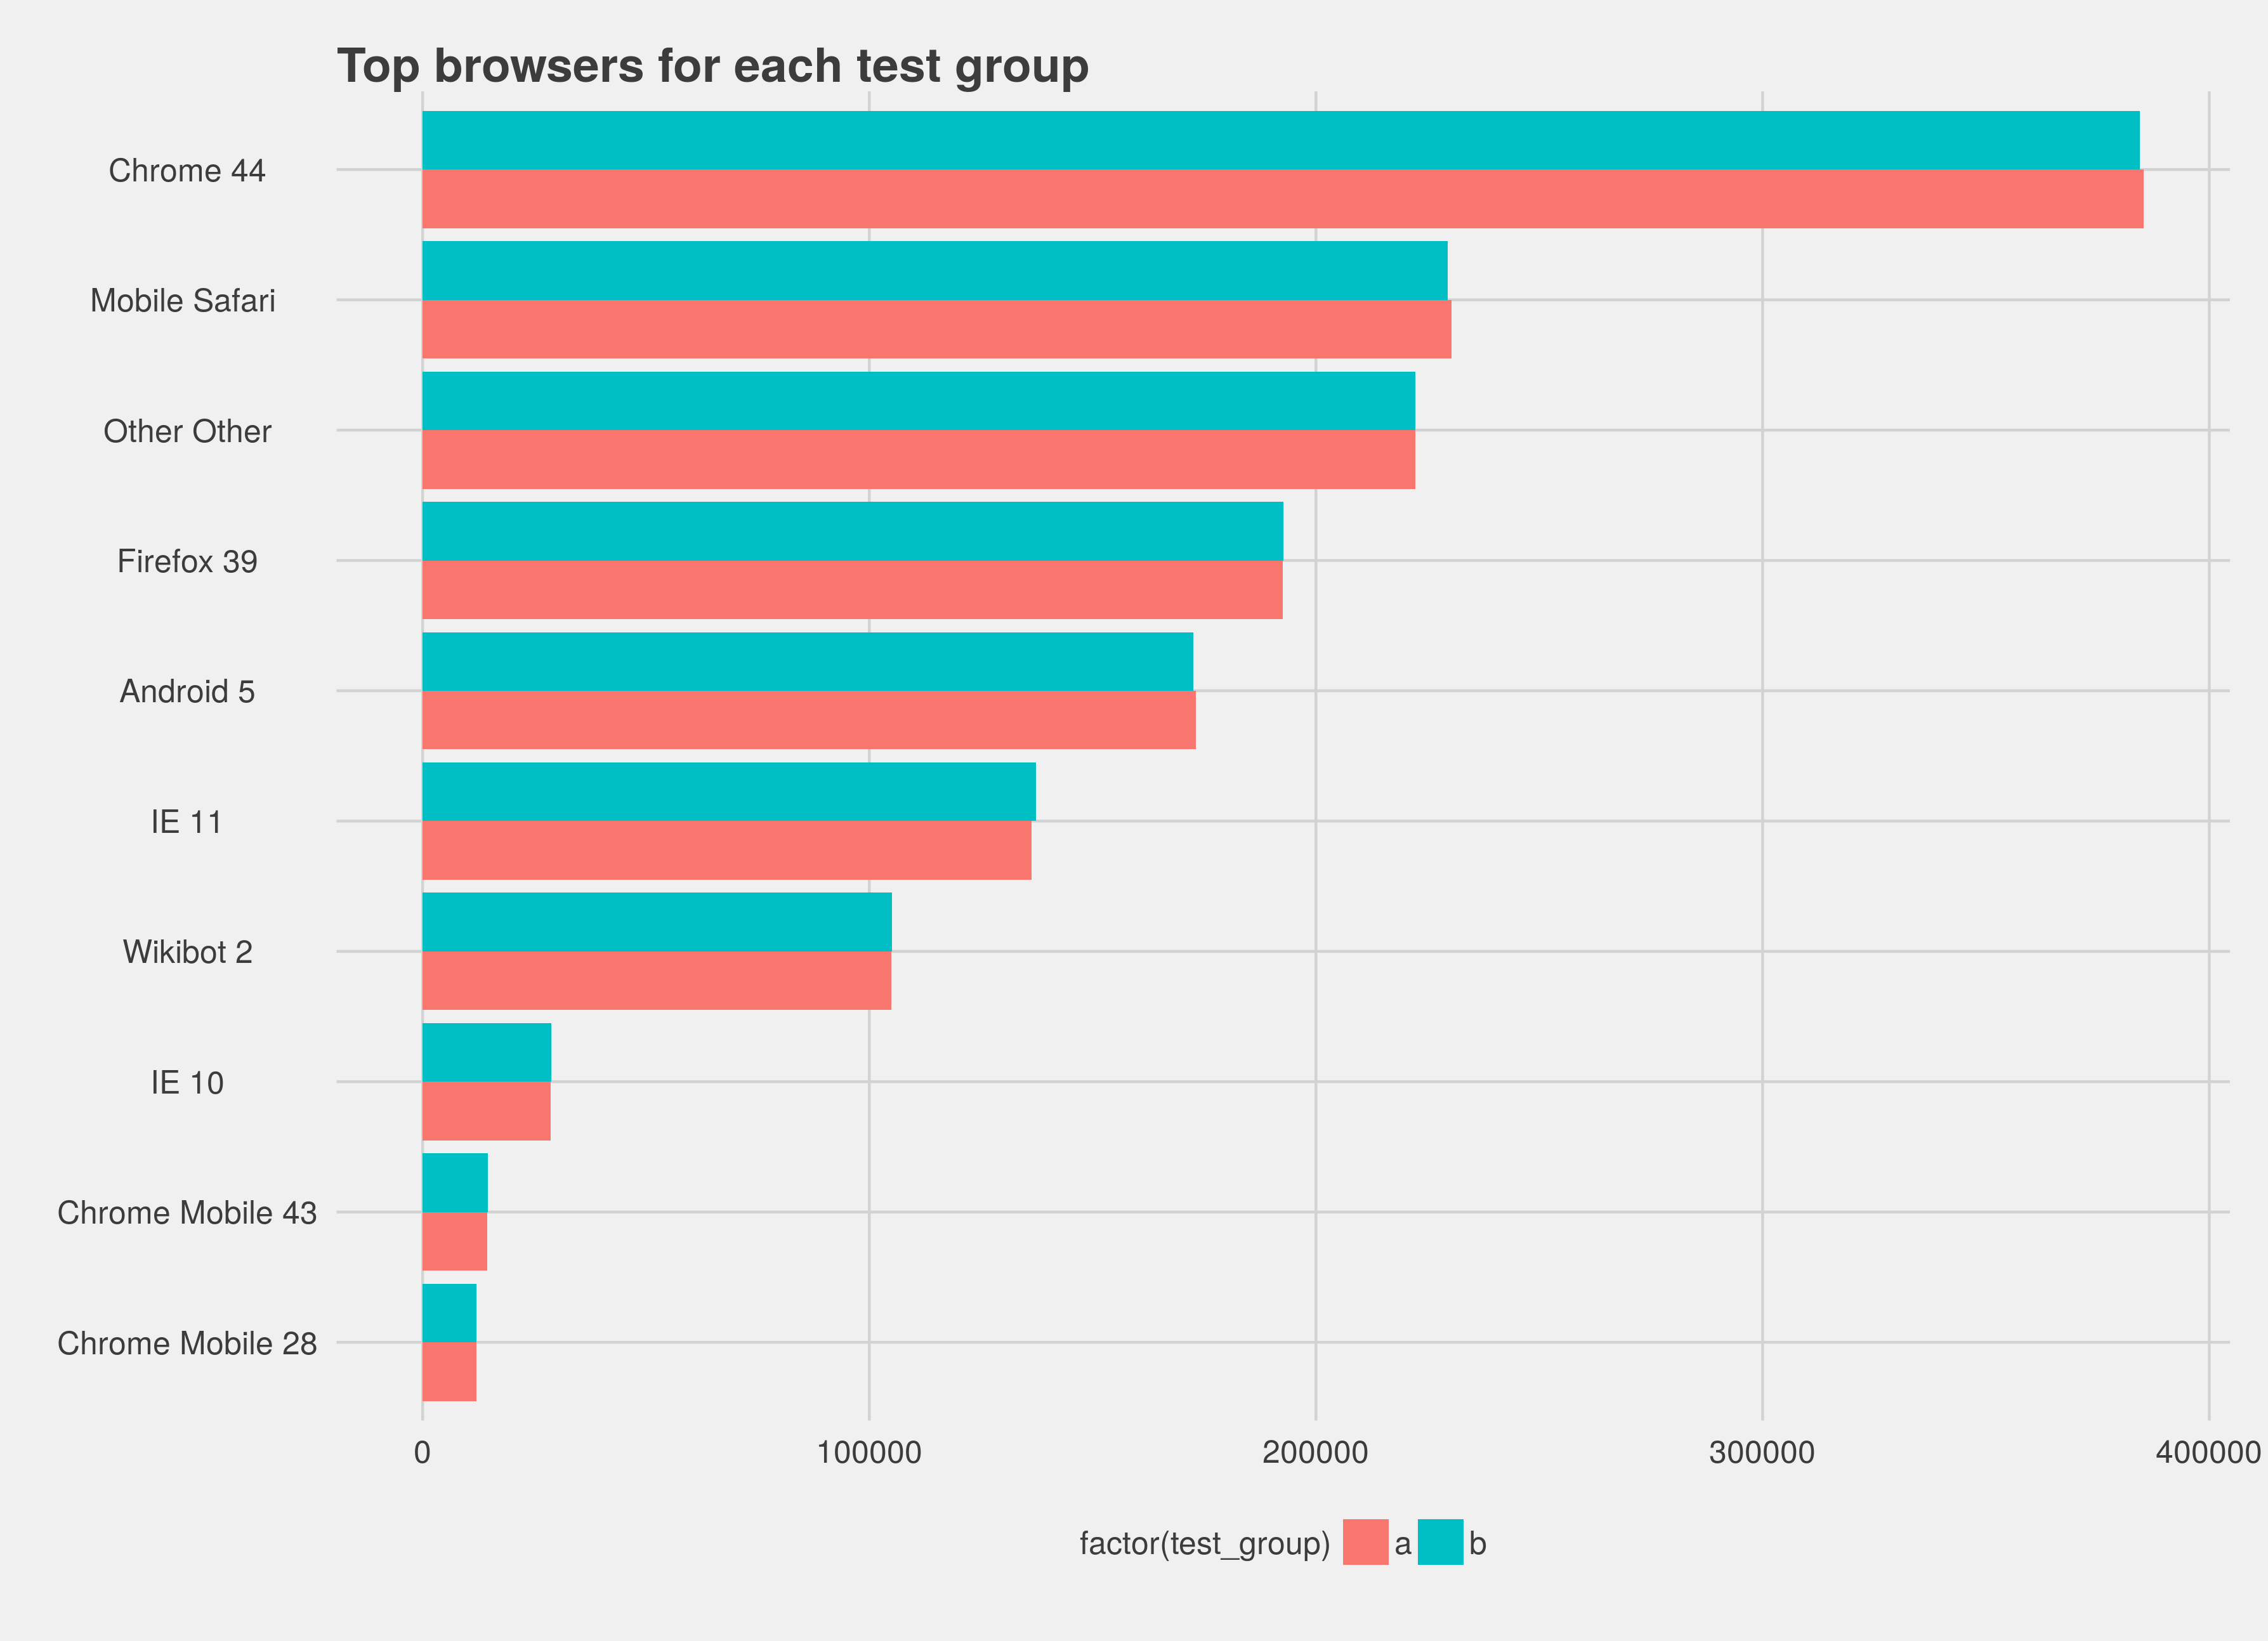 Top browsers for each test group
Chrome 44
Mobile Safari
Other Other
Firefox 39
Android 5
IE 11
Wikibot 2
IE 10
Chrome Mobile 43
Chrome Mobile 28
0 100000 200000 300000 400000
factor(test_group) a b